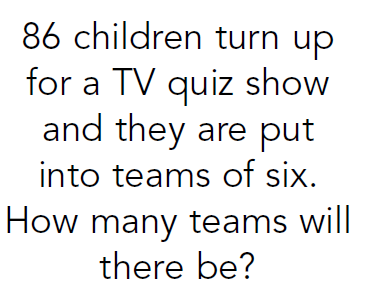 86 children turn up
for a TV quiz show
and they are put
into teams of six.
How many teams will
there be?